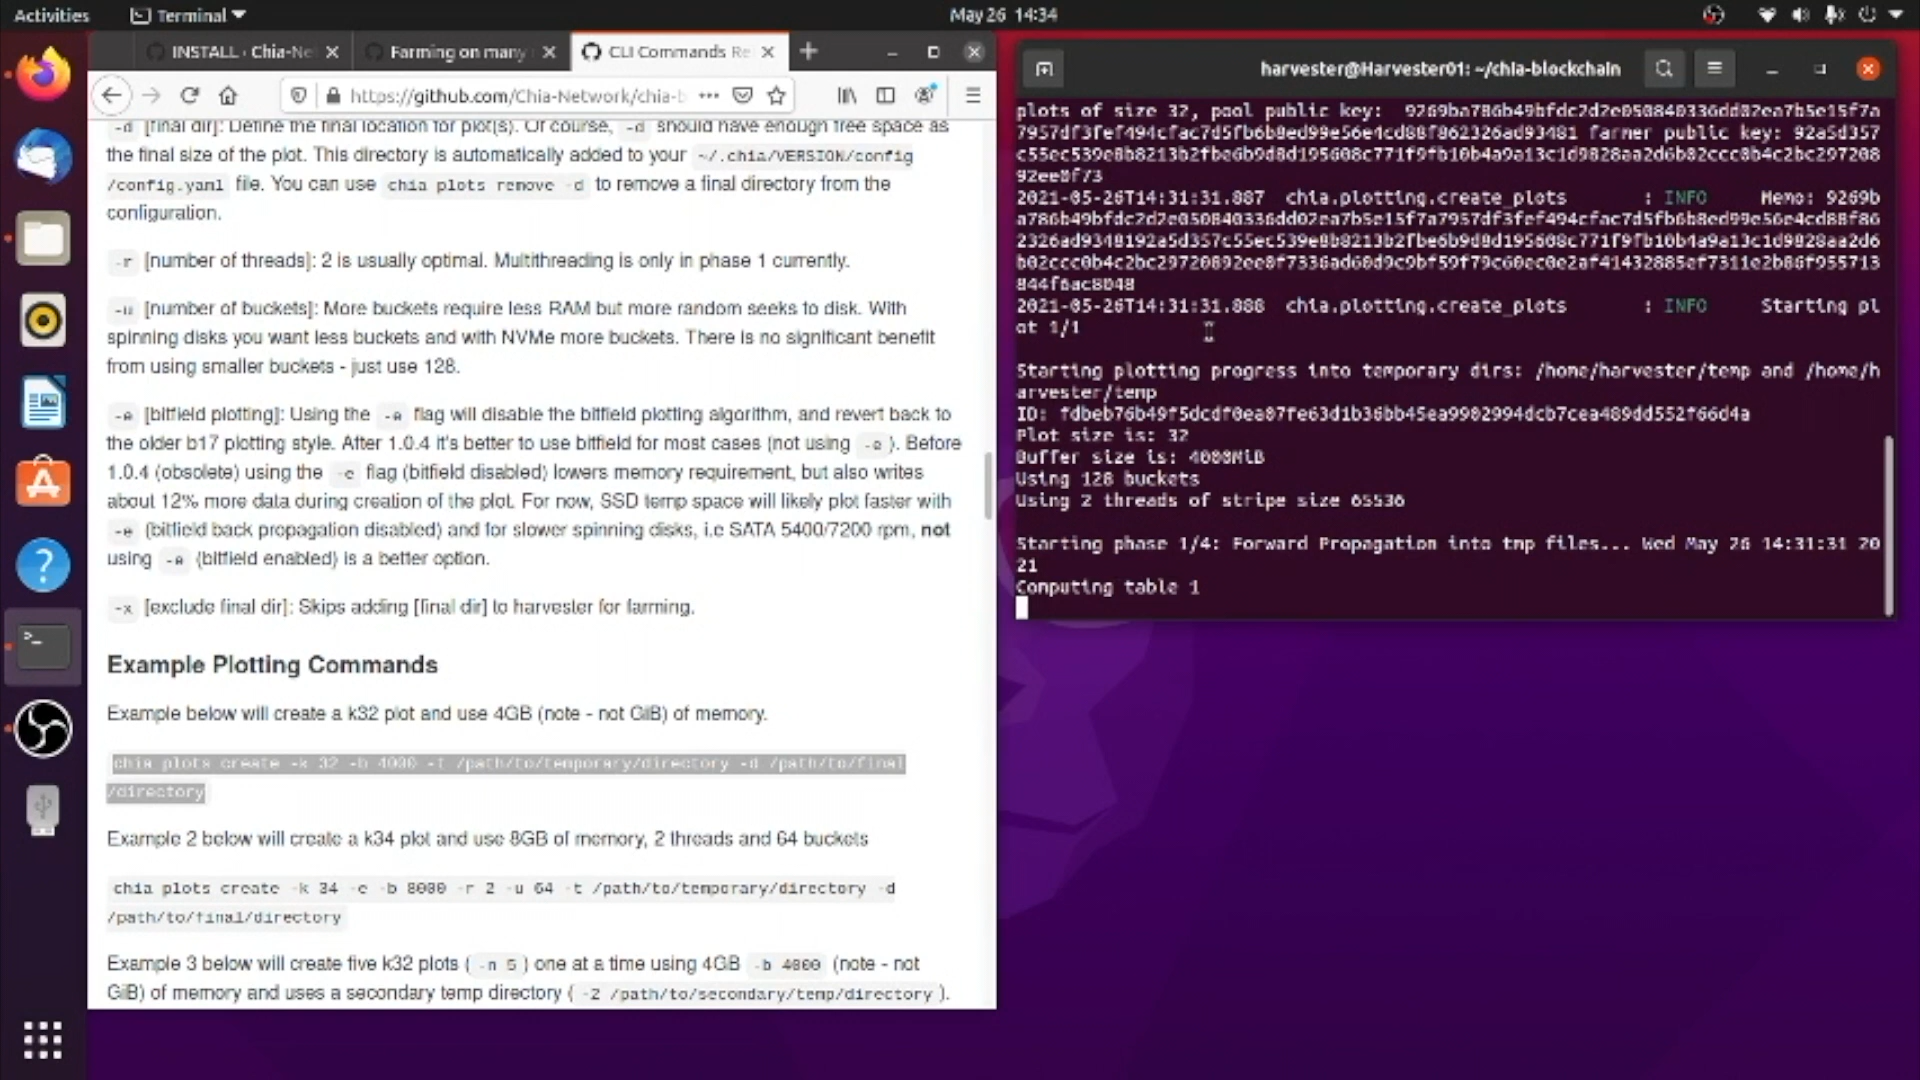 Activities
Terminal
May 26 14:34
INSTALL · Chia-Ne
Farming on many
CLI Commands Re
https://github.com/Chia-Network/chia-b
-d [final dir]: Define the final location for plot(s). Of course, -d should have enough free space as
the final size of the plot. This directory is automatically added to your ~/.chia/VERSION/config
/config.yaml file. You can use chia plots remove -d to remove a final directory from the
configuration.
-r [number of threads]: 2 is usually optimal. Multithreading is only in phase 1 currently.
-u [number of buckets]: More buckets require less RAM but more random seeks to disk. With
spinning disks you want less buckets and with NVMe more buckets. There is no significant benefit
from using smaller buckets - just use 128.
-e [bitfield plotting]: Using the -e flag will disable the bitfield plotting algorithm, and revert back to
the older b17 plotting style. After 1.0.4 it's better to use bitfield for most cases (not using -e ). Before
1.0.4 (obsolete) using the -e flag (bitfield disabled) lowers memory requirement, but also writes
about 12% more data during creation of the plot. For now, SSD temp space will likely plot faster with
-e (bitfield back propagation disabled) and for slower spinning disks, i.e SATA 5400/7200 rpm, not
using -e (bitfield enabled) is a better option.
-x [exclude final dir]: Skips adding [final dir] to harvester for farming.
Example Plotting Commands
Example below will create a k32 plot and use 4GB (note - not GiB) of memory.
chia plots create -k 32 -b 4000 -t /path/to/temporary/directory -d /path/to/final
/directory
Example 2 below will create a k34 plot and use 8GB of memory, 2 threads and 64 buckets
chia plots create -k 34 -e -b 8000 -r 2 -u 64 -t /path/to/temporary/directory -d
/path/to/final/directory
Example 3 below will create five k32 plots ( -n 5 ) one at a time using 4GB -b 4000 (note - not
GiB) of memory and uses a secondary temp directory ( -2 /path/to/secondary/temp/directory ).
harvester@Harvester01: ~/chia-blockchain
plots of size 32, pool public key:
farmer public key: 92a5d357
92ee0f73
2021-05-26T14:31:31.887 chia.plotting.create_plots : INFO Memo: 9269b
844f6ac8048
2021-05-26T14:31:31.888 chia.plotting.create_plots : INFO Starting pl
ot 1/1
Starting plotting progress into temporary dirs: /home/harvester/temp and /home/h
arvester/temp
ID: fdbeb76b49f5dcdf0ea07fe63d1b36bb45ea9902994dcb7cea489dd552f66d4a
Plot size is: 32
Buffer size is: 4000MiB
Using 128 buckets
Using 2 threads of stripe size 65536
Starting phase 1/4: Forward Propagation into tmp files... Wed May 26 14:31:31 20
21
Computing table 1